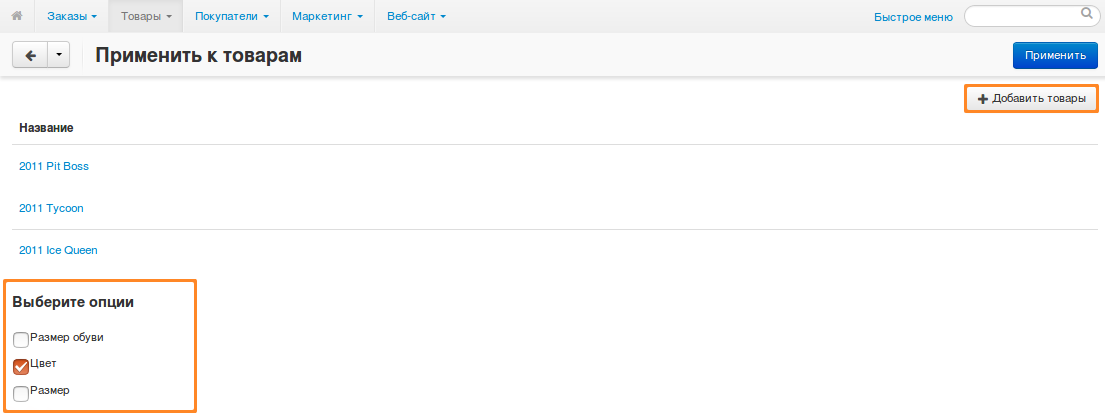 Заказы Товары Покупатели Маркетинг Веб-сайт Быстрое меню
Применить к товарам Применить
Добавить товары
Название
2011 Pit Boss
2011 Tycoon
2011 Ice Queen
Выберите опции
Размер обуви
Цвет
Размер